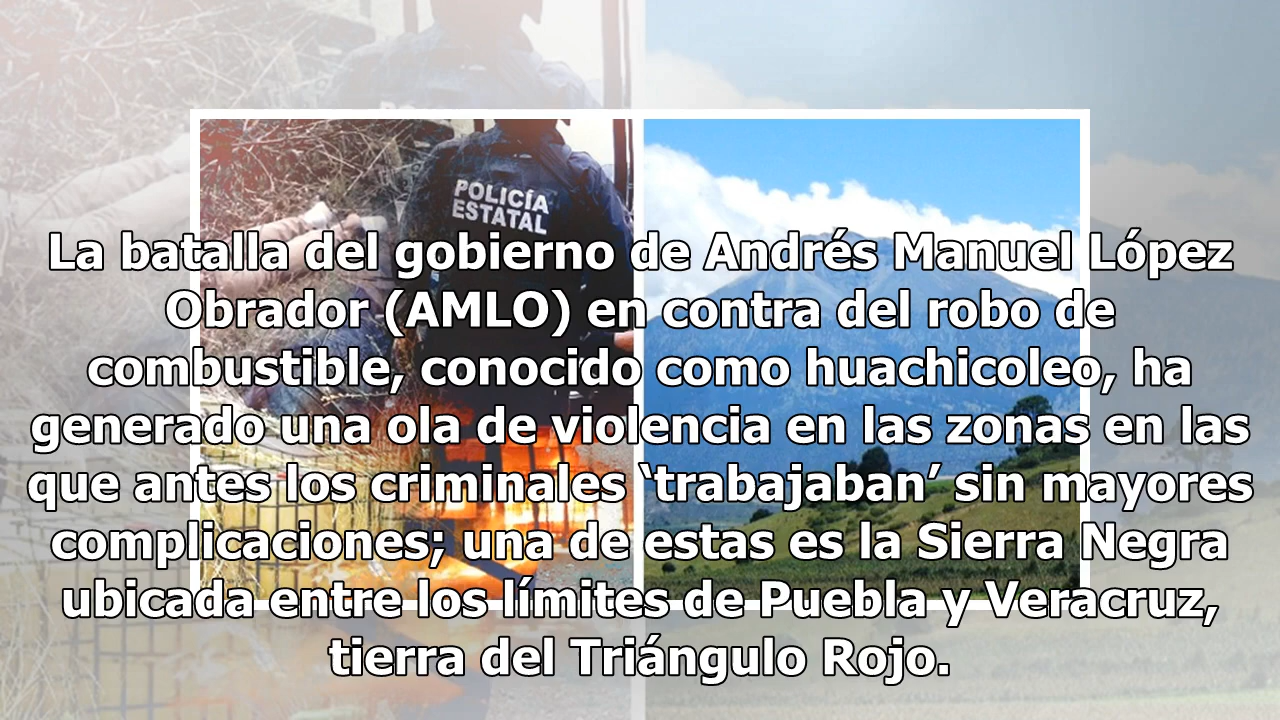 POLICÍA
ESTATAL
La batalla del gobierno de Andrés Manuel López
Obrador (AMLO) en contra del robo de
combustible, conocido como huachicoleo, ha
generado una ola de violencia en las zonas en las
que antes los criminales ‘trabajaban’ sin mayores
complicaciones; una de estas es la Sierra Negra
ubicada entre los límites de Puebla y Veracruz,
tierra del Triángulo Rojo.